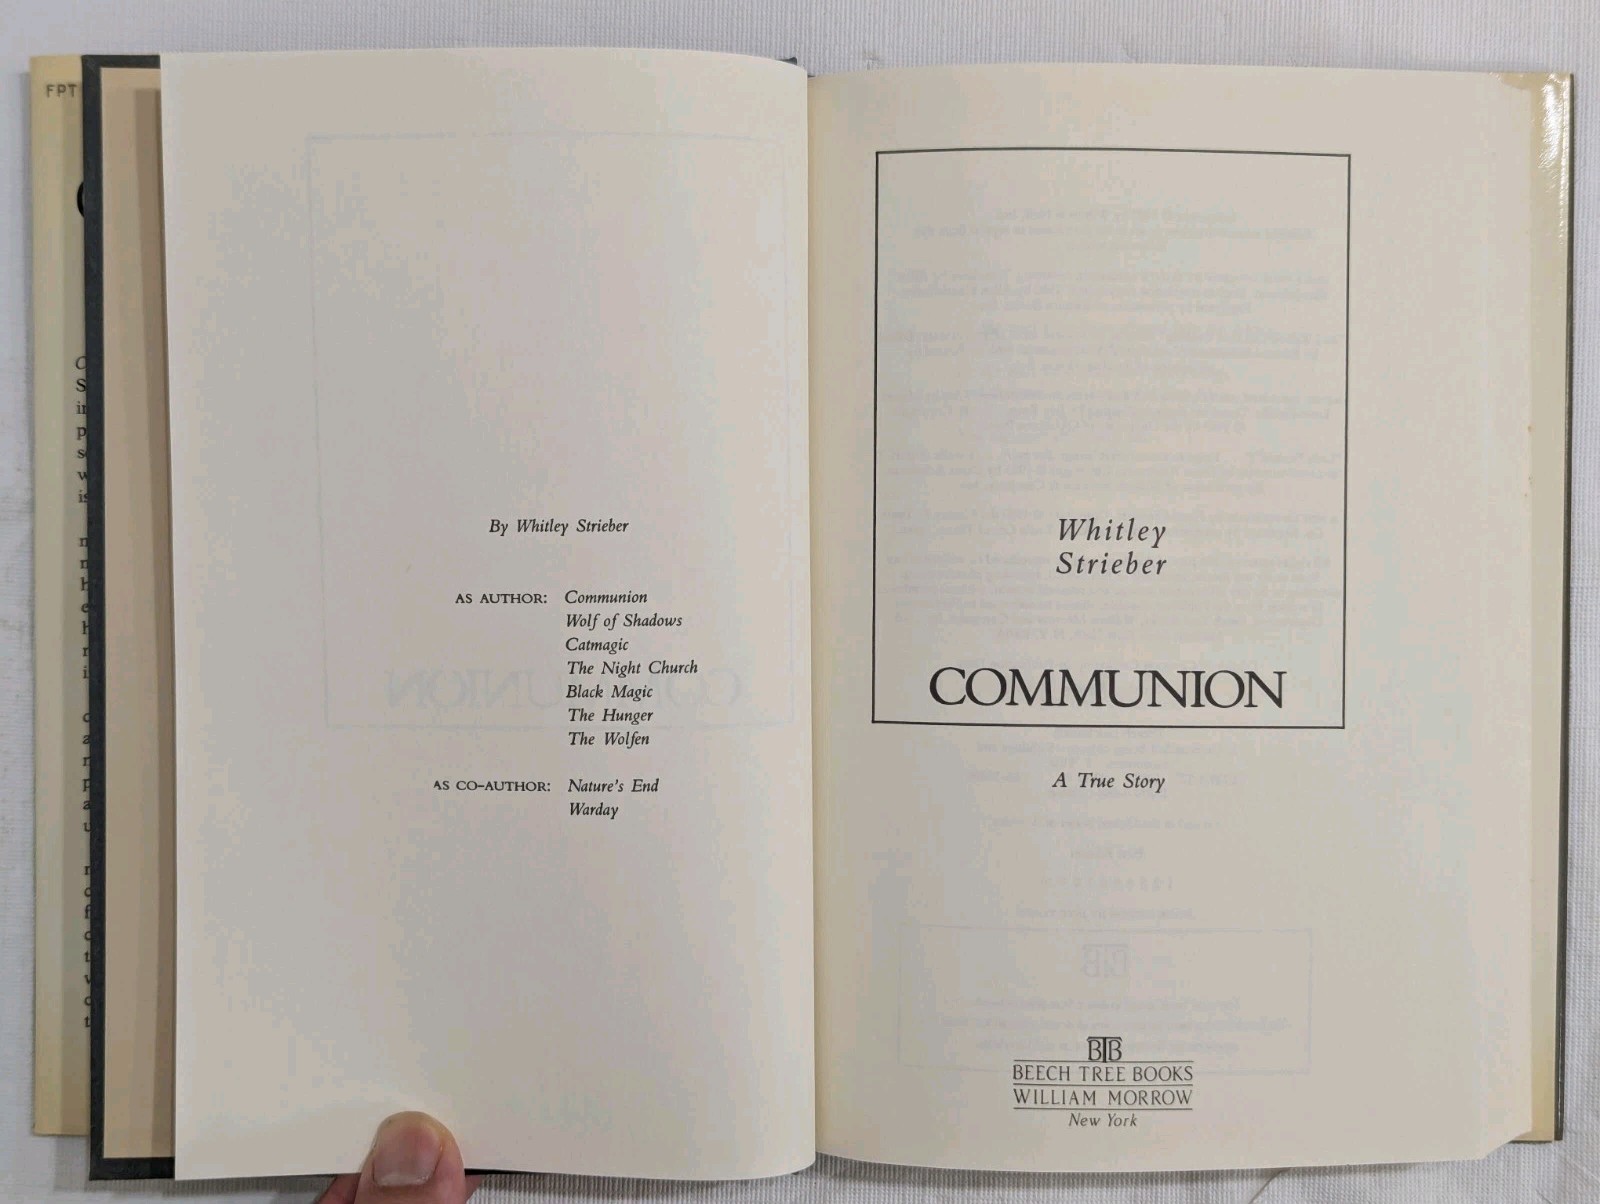 FPT
By Whitley Strieber
AS AUTHOR: Communion
Wolf of Shadows
Catmagic
The Night Church
Black Magic
The Hunger
The Wolfen
AS CO-AUTHOR: Nature's End
Warday
Whitley
Strieber
COMMUNION
A True Story
BTB
BEECH TREE BOOKS
WILLIAM MORROW
New York